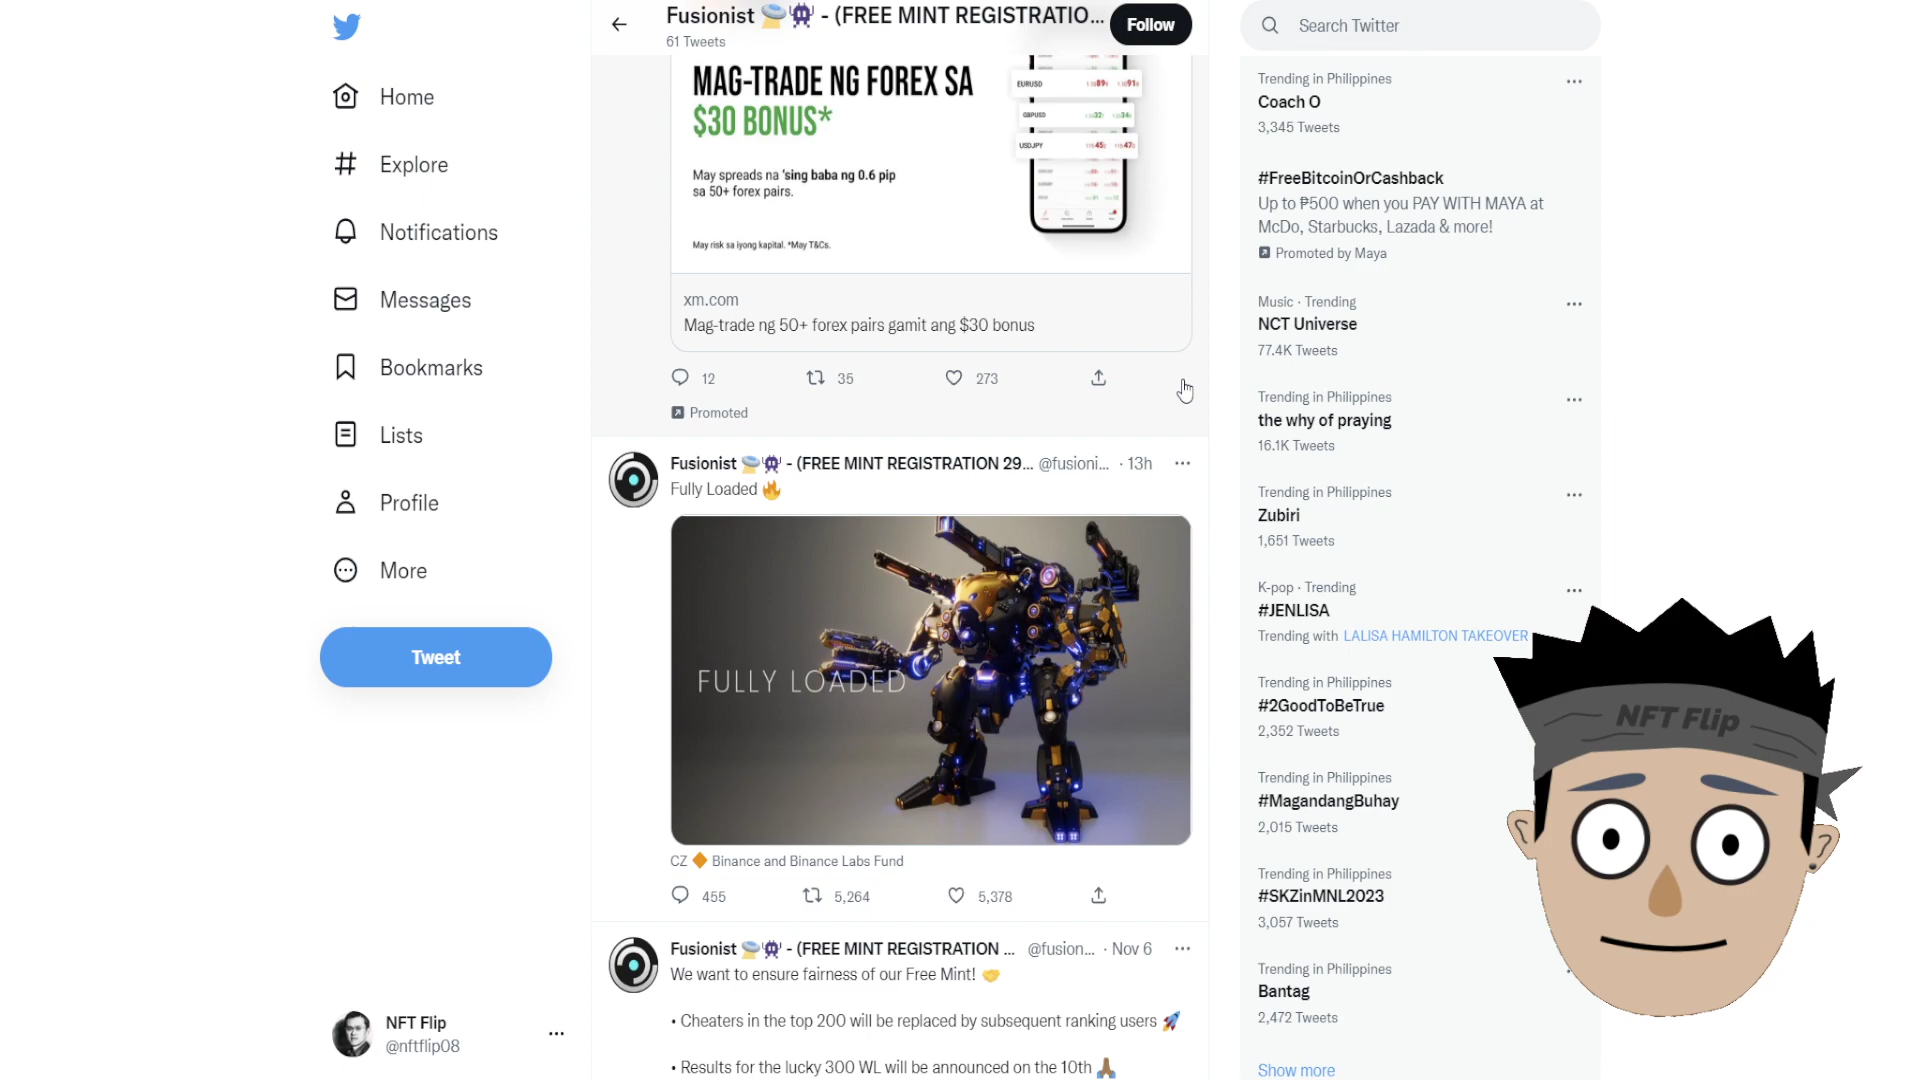 Home
Explore
Notifications
Messages
Bookmarks
Lists
Profile
More
Tweet
NFT Flip
@nftflip08
Fusionist - (FREE MINT REGISTRATIO...
61 Tweets
Follow
MAG-TRADE NG FOREX SA
$30 BONUS*
May spreads na 'sing baba ng 0.6 pip
sa 50+ forex pairs.
May risk sa iyong kapital. *May T&Cs.
EURUSD
GBPUSD
USDJPY
xm.com
Mag-trade ng 50+ forex pairs gamit ang $30 bonus
12 35 273
Promoted
Fusionist - (FREE MINT REGISTRATION 29... @fusioni... · 13h
Fully Loaded
FULLY LOADED
CZ Binance and Binance Labs Fund
455 5,264 5,378
Fusionist - (FREE MINT REGISTRATION ... @fusion... · Nov 6
We want to ensure fairness of our Free Mint!
• Cheaters in the top 200 will be replaced by subsequent ranking users
• Results for the lucky 300 WL will be announced on the 10th
Search Twitter
Trending in Philippines
Coach O
3,345 Tweets
#FreeBitcoinOrCashback
Up to ₱500 when you PAY WITH MAYA at
McDo, Starbucks, Lazada & more!
Promoted by Maya
Music · Trending
NCT Universe
77.4K Tweets
Trending in Philippines
the why of praying
16.1K Tweets
Trending in Philippines
Zubiri
1,651 Tweets
K-pop · Trending
#JENLISA
Trending with LALISA HAMILTON TAKEOVER
Trending in Philippines
#2GoodToBeTrue
2,352 Tweets
Trending in Philippines
#MagandangBuhay
2,015 Tweets
Trending in Philippines
#SKZinMNL2023
3,057 Tweets
Trending in Philippines
Bantag
2,472 Tweets
Show more
NFT Flip